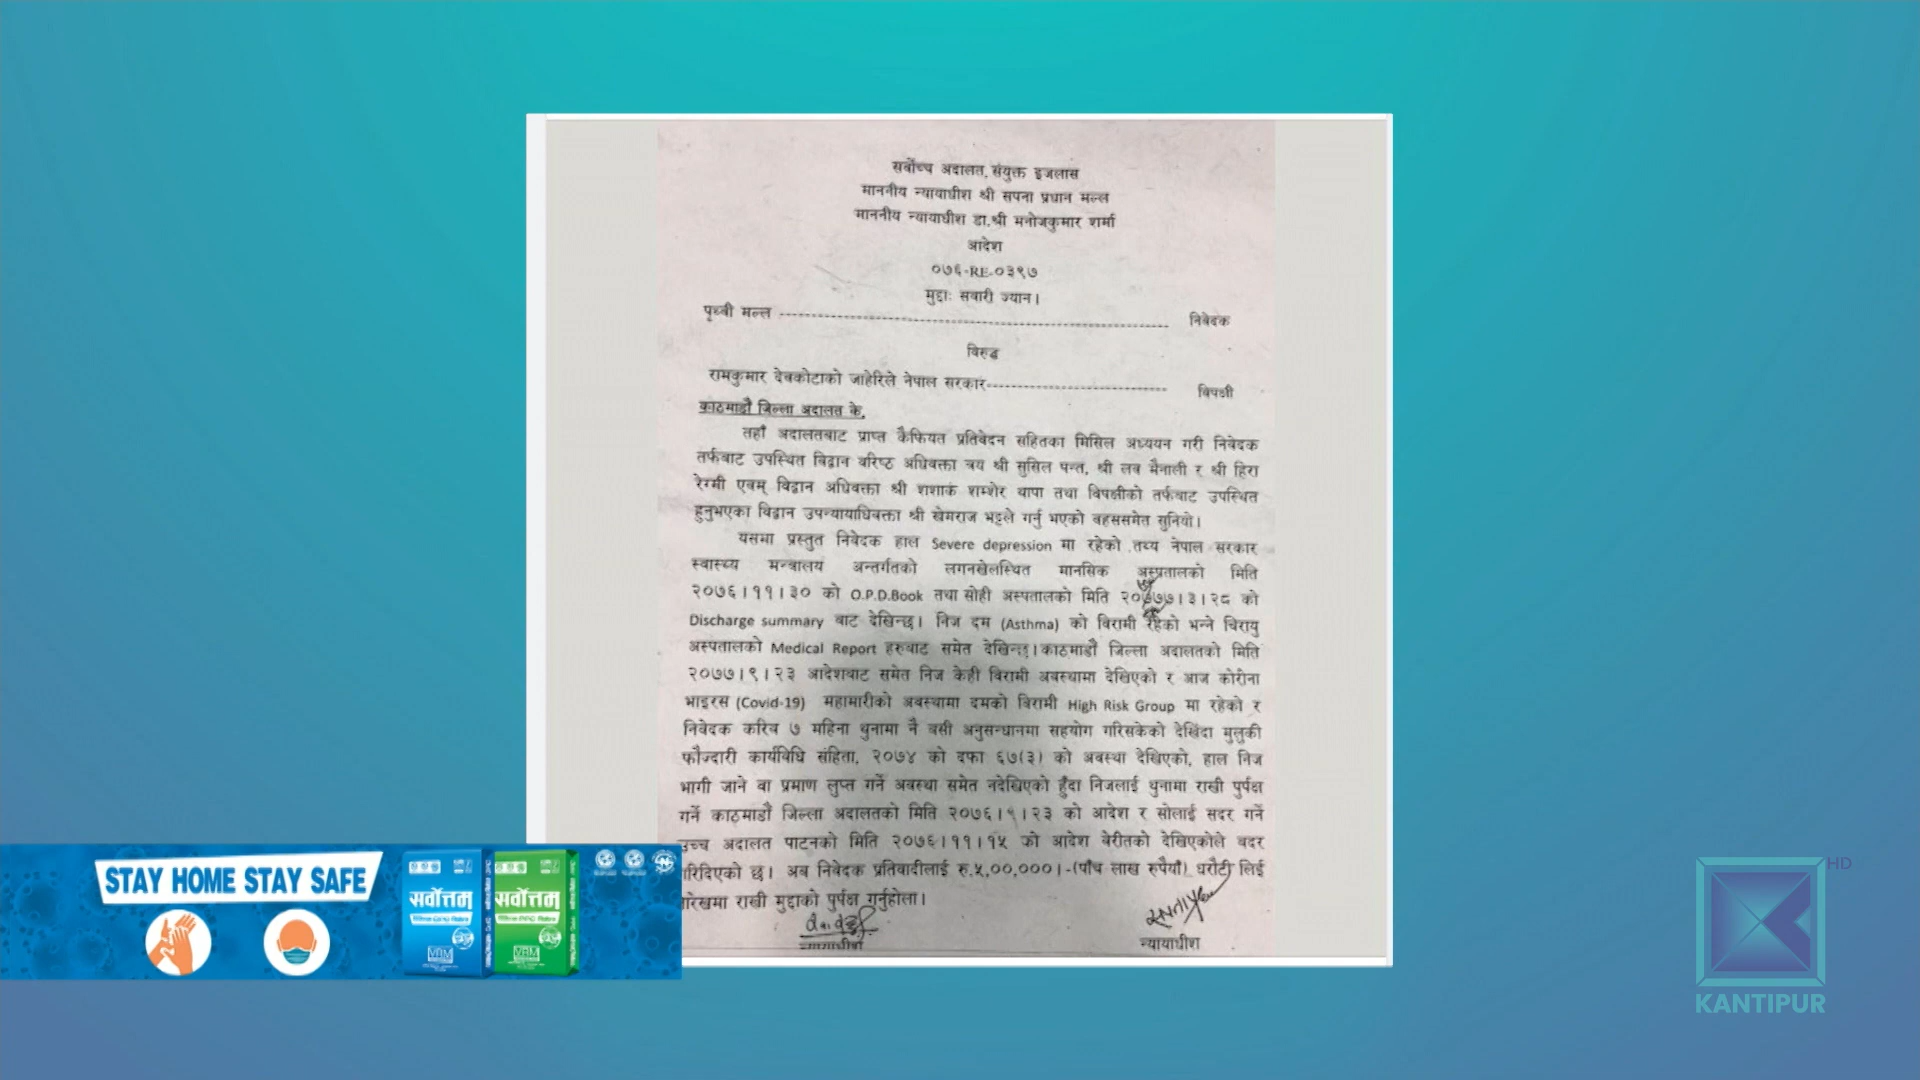 सर्वोच्च अदालत, संयुक्त इजलास
माननीय न्यायाधीश श्री सपना प्रधान मल्ल
माननीय न्यायाधीश डा.श्री मनोजकुमार शर्मा
आदेश
०७६-RE-०३९७
मुद्दाः सवारी ज्यान।
पृथ्वी मल्ल ---------- निवेदक
विरुद्ध
रामकुमार देवकोटाको जाहेरिले नेपाल सरकार---------- विपक्षी
काठमाडौं जिल्ला अदालत के,
तहाँ अदालतबाट प्राप्त कैफियत प्रतिवेदन सहितका मिसिल अध्ययन गरी निवेदक
तर्फबाट उपस्थित विद्वान वरिष्ठ अधिवक्ता त्रय श्री सुसिल पन्त, श्री लव मैनाली र श्री हिरा
रेग्मी एवम् विद्वान अधिवक्ता श्री शशाकं शम्शेर थापा तथा विपक्षीको तर्फबाट उपस्थित
हुनुभएका विद्वान उपन्यायाधिवक्ता श्री खेमराज भट्टले गर्नु भएको बहससमेत सुनियो।
यसमा प्रस्तुत निवेदक हाल Severe depression मा रहेको तथ्य नेपाल सरकार
स्वास्थ्य मन्त्रालय अन्तर्गतको लगनखेलस्थित मानसिक अस्पतालको मिति
२०७६।११।३० को O.P.D.Book तथा सोही अस्पतालको मिति २०७७।३।२८ को
Discharge summary बाट देखिन्छ। निज दम (Asthma) को विरामी रहेको भन्ने चिरायु
अस्पतालको Medical Report हरुबाट समेत देखिन्छ।काठमाडौं जिल्ला अदालतको मिति
२०७७।९।२३ आदेशबाट समेत निज केही विरामी अवस्थामा देखिएको र आज कोरोना
भाइरस (Covid-19) महामारीको अवस्थामा दमको विरामी High Risk Group मा रहेको र
निवेदक करिव ७ महिना थुनामा नै बसी अनुसन्धानमा सहयोग गरिसकेको देखिंदा मुलुकी
फौज्दारी कार्यविधि संहिता, २०७४ को दफा ६७(३) को अवस्था देखिएको, हाल निज
भागी जाने वा प्रमाण लुप्त गर्ने अवस्था समेत नदेखिएको हुँदा निजलाई थुनामा राखी पुर्पक्ष
गर्ने काठमाडौं जिल्ला अदालतको मिति २०७६।९।२३ को आदेश र सोलाई सदर गर्ने
उच्च अदालत पाटनको मिति २०७६।११।१५ को आदेश बेरीतको देखिएकोले बदर
गरिदिएको छ। अब निवेदक प्रतिवादीलाई रु.५,००,०००।-(पाँच लाख रुपैयाँ) धरौटी लिई
तारेखमा राखी मुद्दाको पुर्पक्ष गर्नुहोला।
न्यायाधीश न्यायाधीश
STAY HOME STAY SAFE
सर्वोत्तम सर्वोत्तम
VBM VBM
HD
KANTIPUR